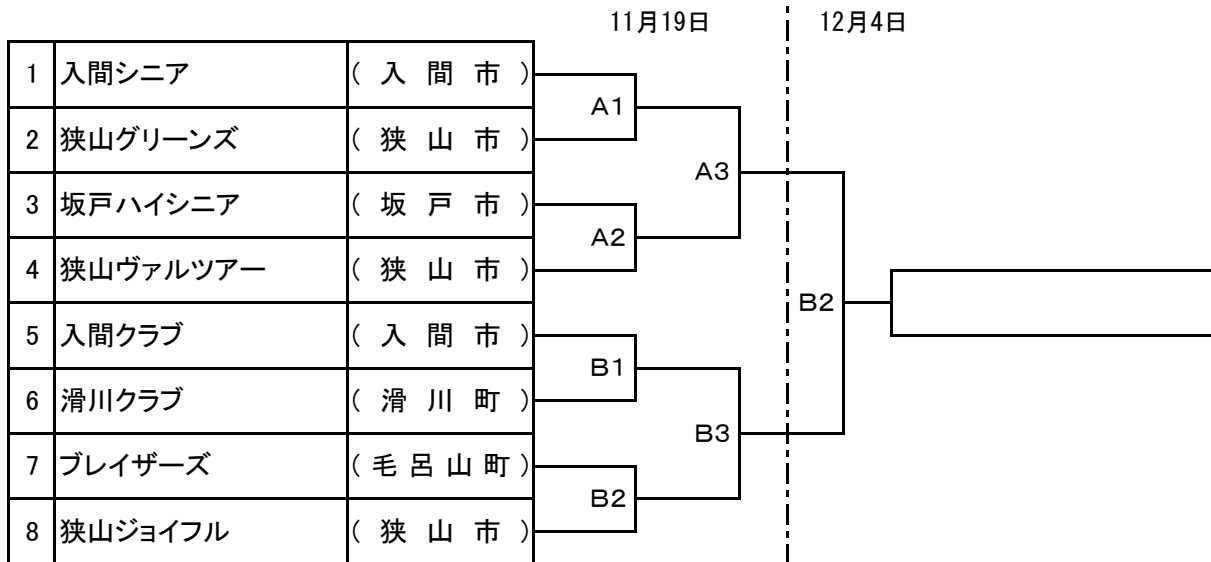 11月19日 12月4日
1 入間シニア (入間市)
A1
2 狭山グリーンズ (狭山市)
A3
3 坂戸ハイシニア (坂戸市)
A2
4 狭山ヴァルツアー (狭山市)
B2
5 入間クラブ (入間市)
B1
6 滑川クラブ (滑川町)
B3
7 ブレイザーズ (毛呂山町)
B2
8 狭山ジョイフル (狭山市)